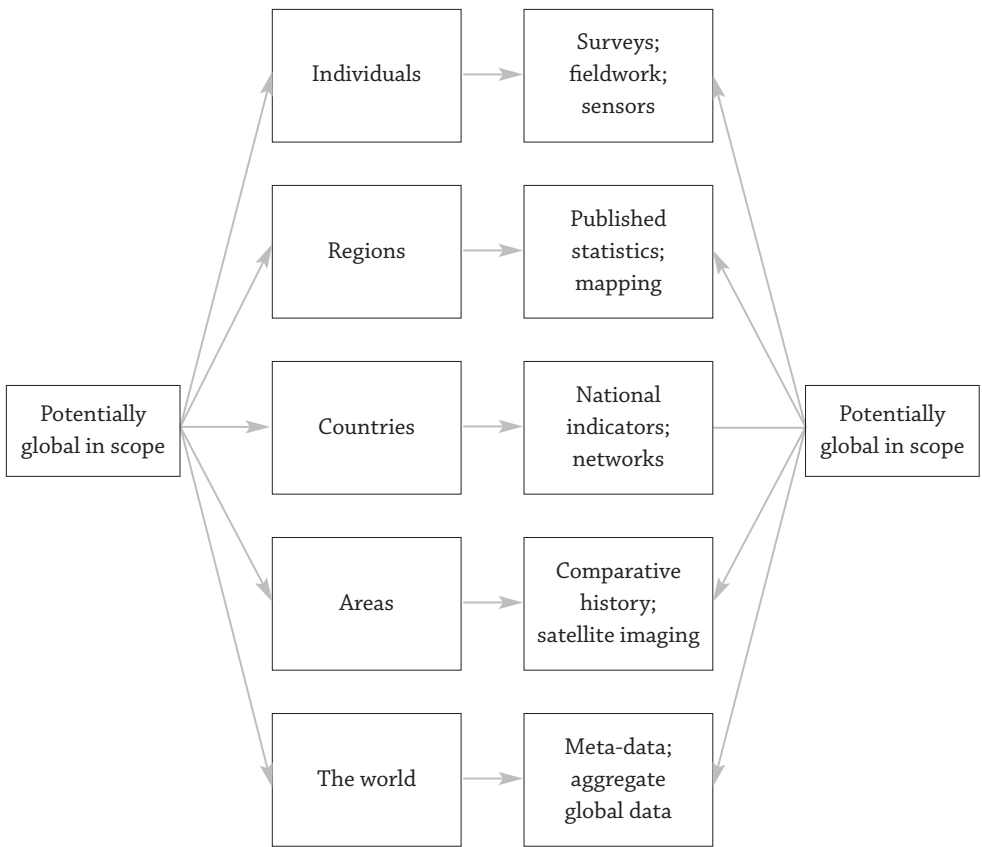 Individuals
Surveys;
fieldwork;
sensors
Regions
Published
statistics;
mapping
Potentially
global in scope
Countries
National
indicators;
networks
Potentially
global in scope
Areas
Comparative
history;
satellite imaging
The world
Meta-data;
aggregate
global data